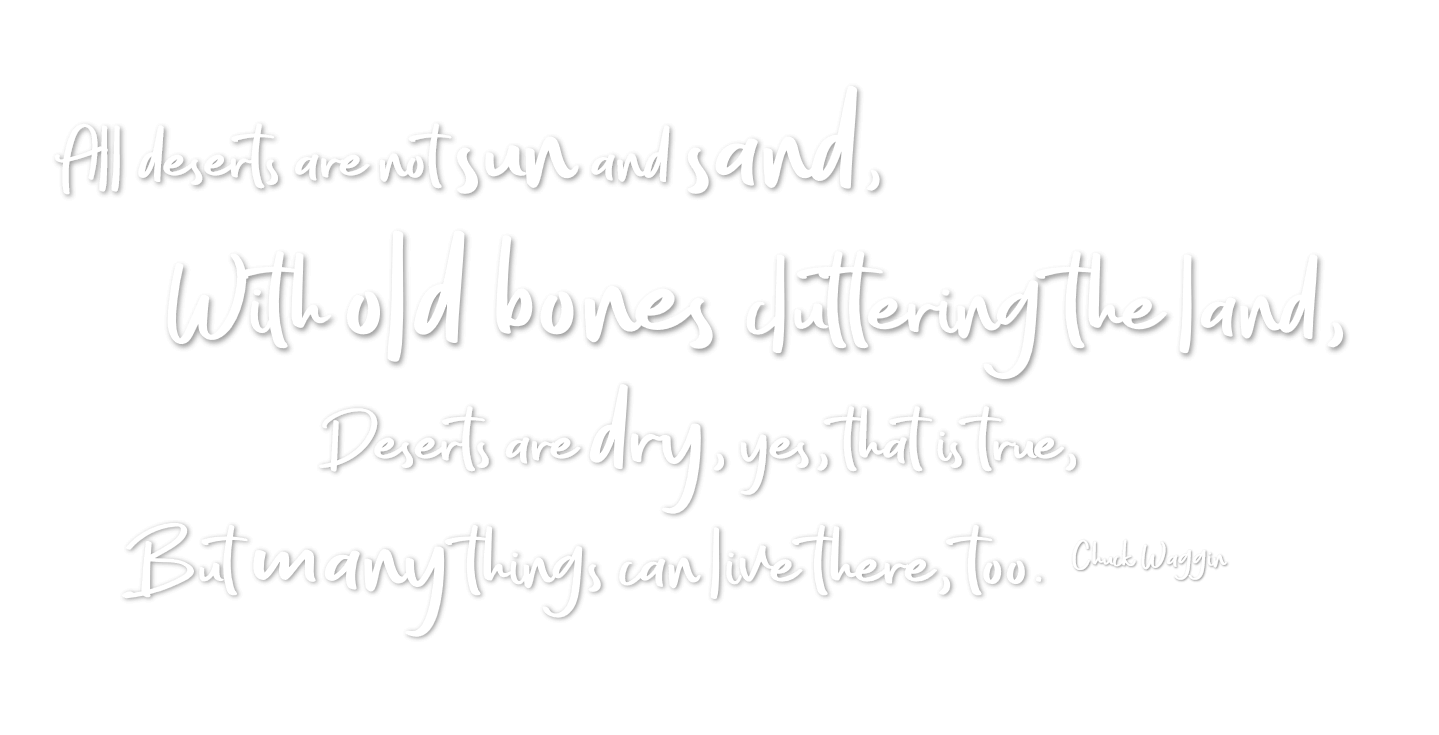 All deserts are not sun and sand,
With old bones cluttering the land,
Deserts are dry, yes, that is true,
But many things can live there, too. Chuck Waggin